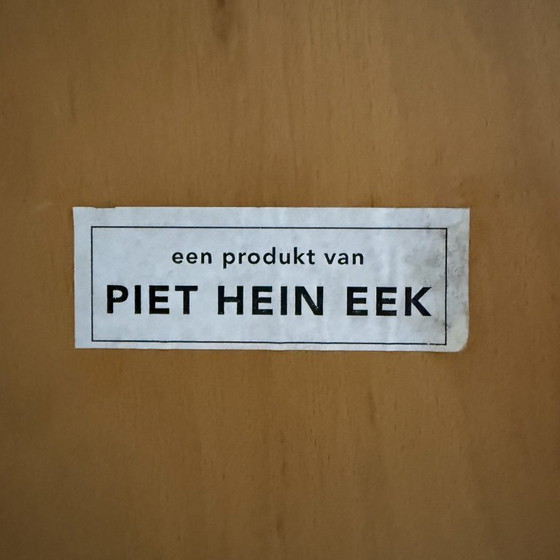 een produkt van
PIET HEIN EEK